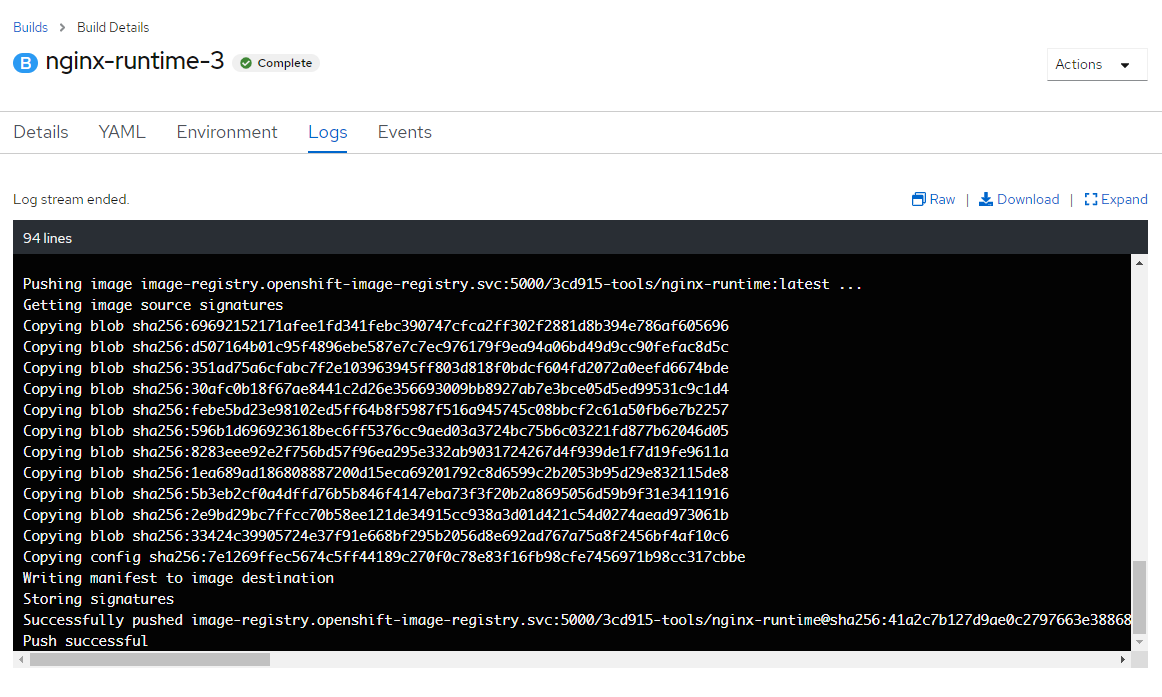 Builds > Build Details
B nginx-runtime-3 Complete
Actions
Details YAML Environment Logs Events
Log stream ended.
Raw | Download | Expand
94 lines
Pushing image image-registry.openshift-image-registry.svc:5000/3cd915-tools/nginx-runtime:latest ...
Getting image source signatures
Copying blob sha256:69692152171afee1fd341febc390747cfca2ff302f2881d8b394e786af605696
Copying blob sha256:d507164b01c95f4896ebe587e7c7ec976179f9ea94a06bd49d9cc90fefac8d5c
Copying blob sha256:351ad75a6cfabc7f2e103963945ff803d818f0bdcf604fd2072a0eefd6674bde
Copying blob sha256:30afc0b18f67ae8441c2d26e356693009bb8927ab7e3bce05d5ed99531c9c1d4
Copying blob sha256:febe5bd23e98102ed5ff64b8f5987f516a945745c08bbcf2c61a50fb6e7b2257
Copying blob sha256:596b1d696923618bec6ff5376cc9aed03a3724bc75b6c03221fd877b62046d05
Copying blob sha256:8283eee92e2f756bd57f96ea295e332ab9031724267d4f939de1f7d19fe9611a
Copying blob sha256:1ea689ad186808887200d15eca69201792c8d6599c2b2053b95d29e832115de8
Copying blob sha256:5b3eb2cf0a4dffd76b5b846f4147eba73f3f20b2a8695056d59b9f31e3411916
Copying blob sha256:2e9bd29bc7ffcc70b58ee121de34915cc938a3d01d421c54d0274aead973061b
Copying blob sha256:33424c39905724e37f91e668bf295b2056d8e692ad767a75a8f2456bf4af10c6
Copying config sha256:7e1269ffec5674c5ff44189c270f0c78e83f16fb98cfe7456971b98cc317cbbe
Writing manifest to image destination
Storing signatures
Successfully pushed image-registry.openshift-image-registry.svc:5000/3cd915-tools/nginx-runtime@sha256:41a2c7b127d9ae0c2797663e38868
Push successful